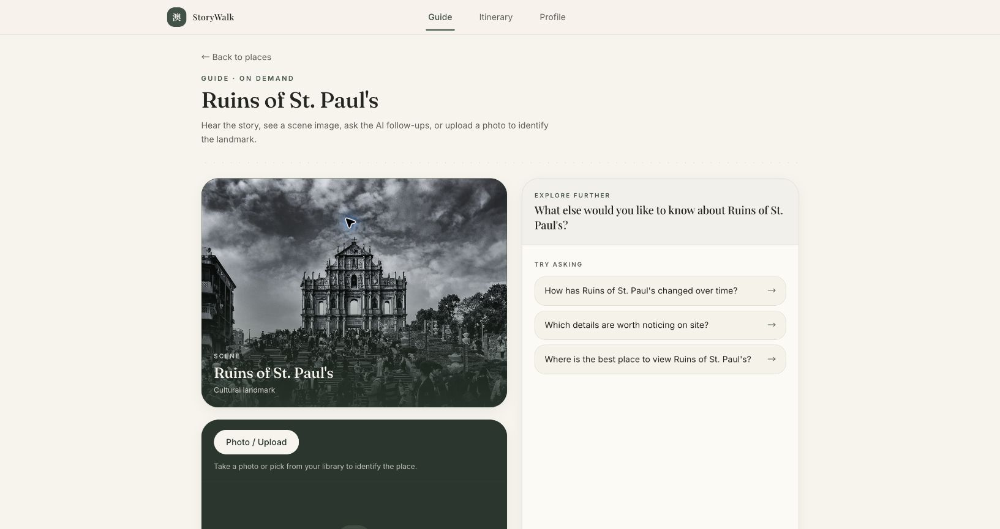 澳 StoryWalk
Guide Itinerary Profile
← Back to places
GUIDE · ON DEMAND
Ruins of St. Paul's
Hear the story, see a scene image, ask the AI follow-ups, or upload a photo to identify
the landmark.
SCENE
Ruins of St. Paul's
Cultural landmark
Photo / Upload
Take a photo or pick from your library to identify the place.
EXPLORE FURTHER
What else would you like to know about Ruins of St.
Paul's?
TRY ASKING
How has Ruins of St. Paul's changed over time? →
Which details are worth noticing on site? →
Where is the best place to view Ruins of St. Paul's? →